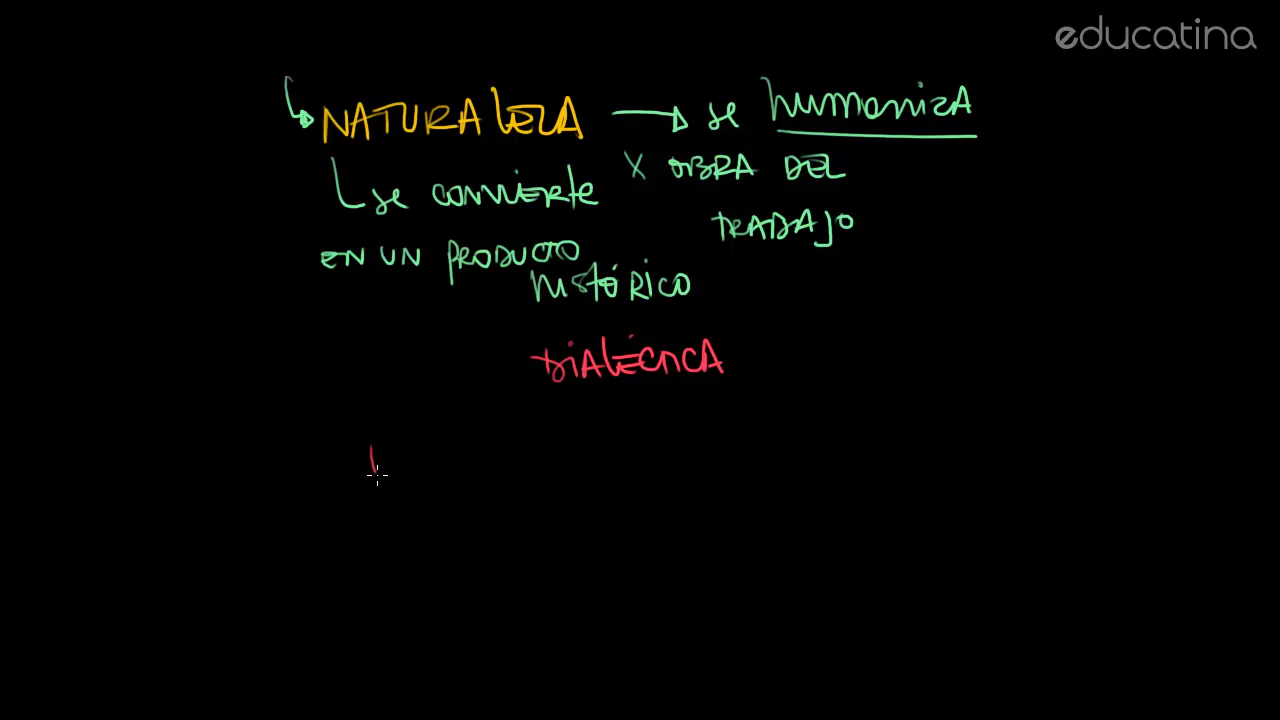 educatina
NATURALEZA → se humaniza
x OBRA DEL
se convierte
TRABAJO
EN UN PRODUCTO
histórico
DIALÉCTICA